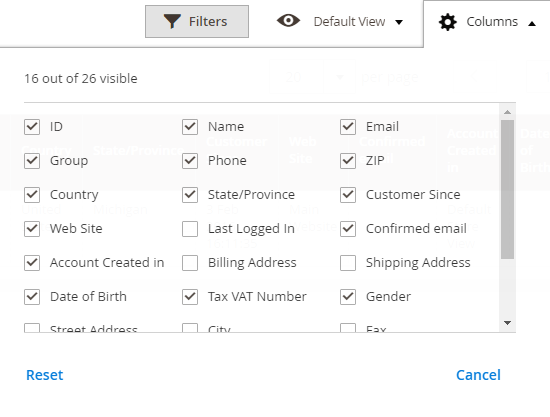 Filters Default View Columns
16 out of 26 visible
ID Name Email
Group Phone ZIP
Country State/Province Customer Since
Web Site Last Logged In Confirmed email
Account Created in Billing Address Shipping Address
Date of Birth Tax VAT Number Gender
Street Address City Fax
Reset Cancel